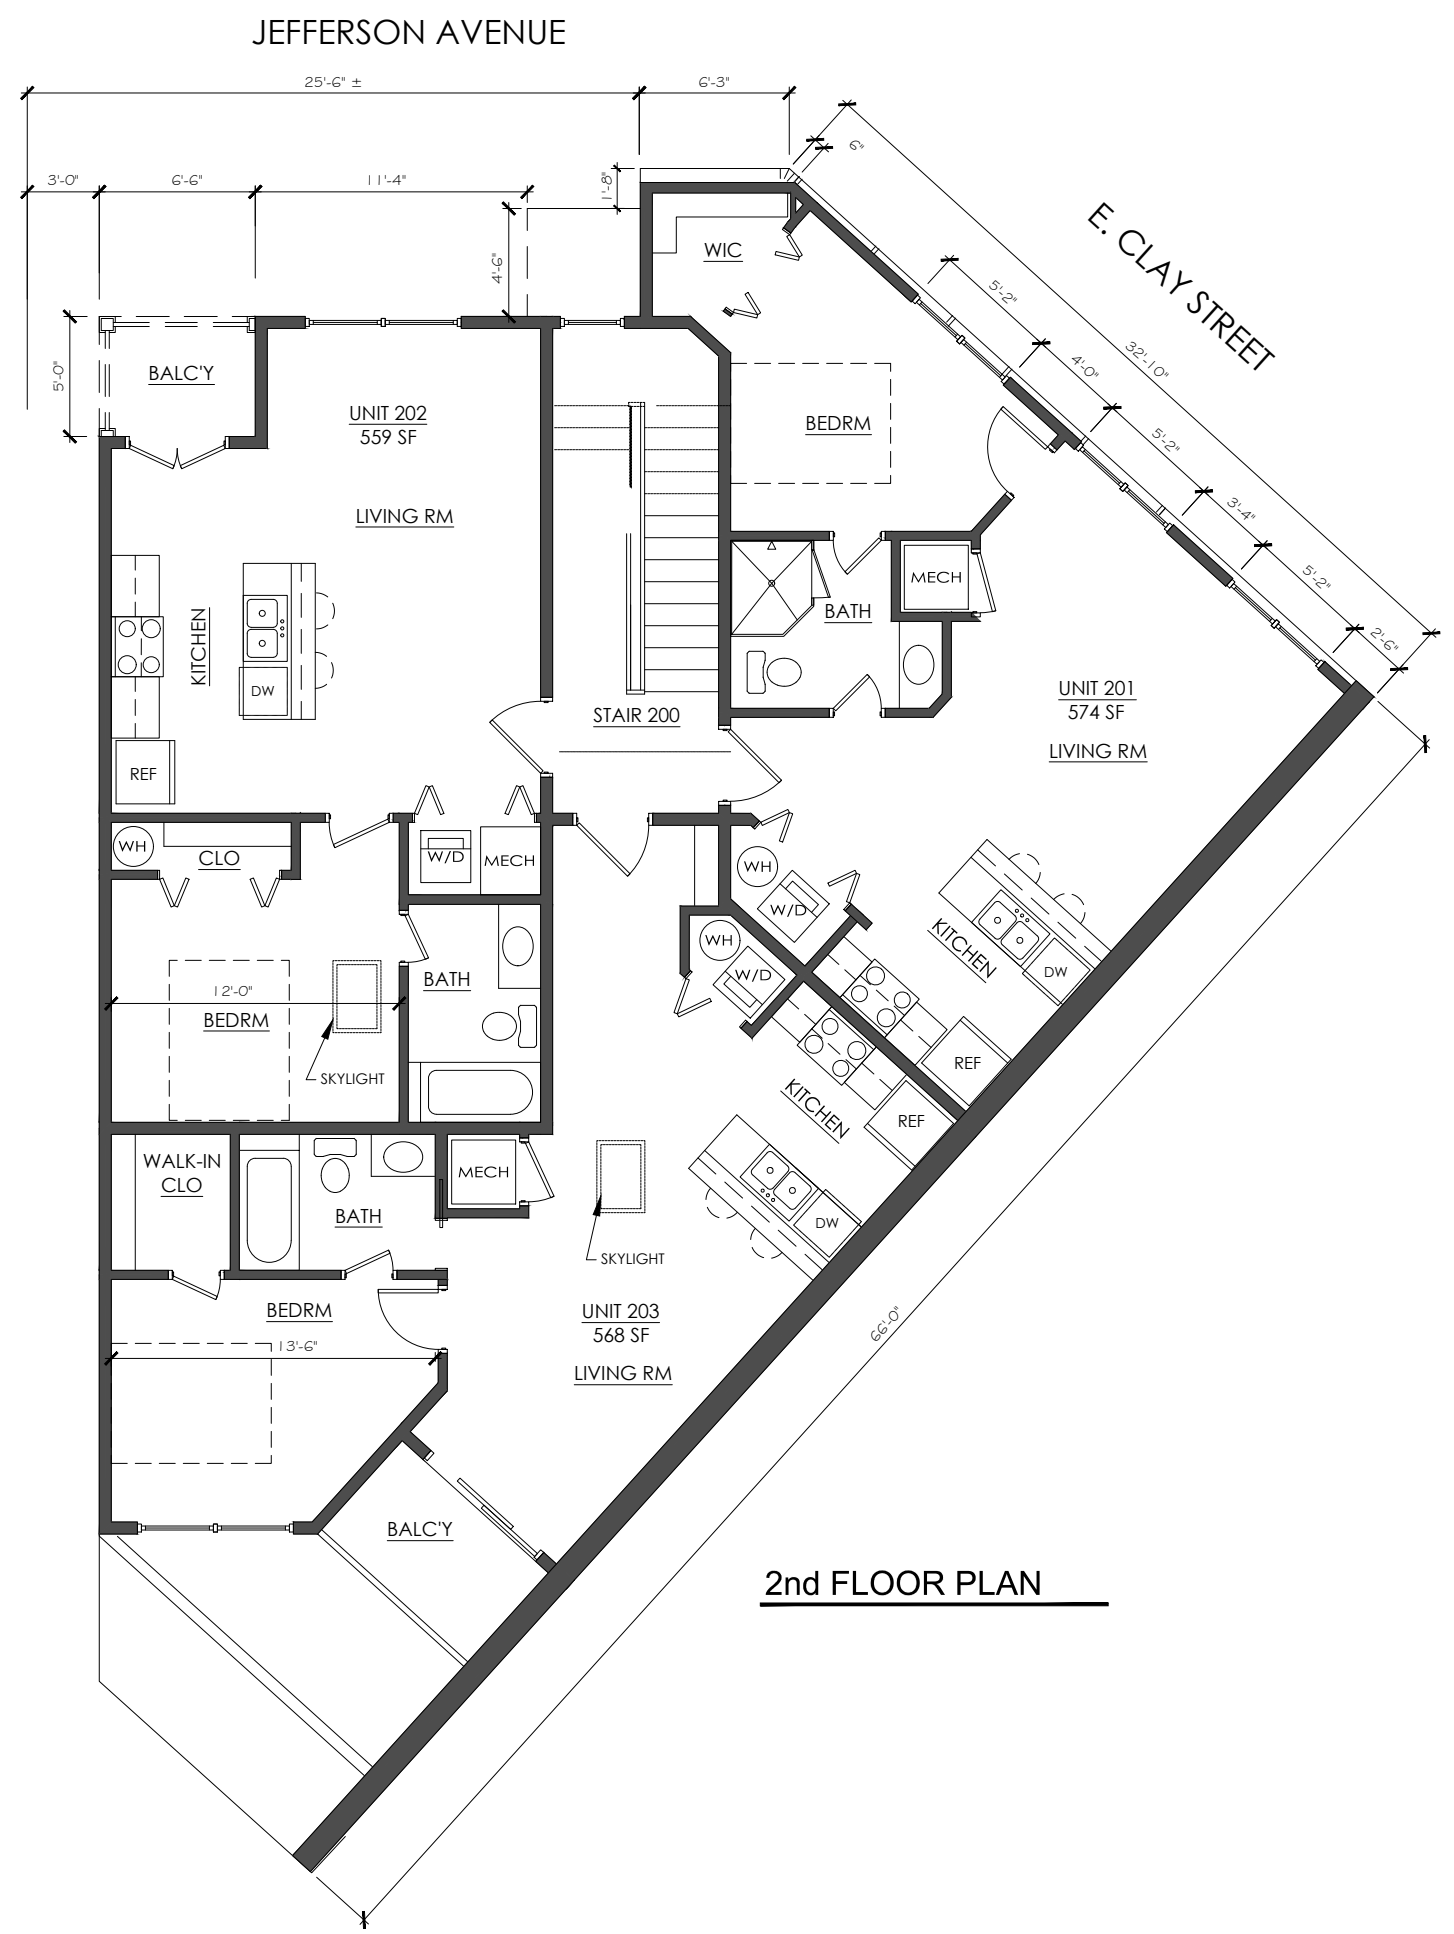 JEFFERSON AVENUE
25'-6" ±
6'-3"
6"
3'-0"
6'-6"
11'-4"
1'-8"
4'-6"
5'-0"
E. CLAY STREET
32'-10"
5'-2"
4'-0"
5'-2"
3'-4"
5'-2"
2'-6"
WIC
BALC'Y
UNIT 202
559 SF
BEDRM
LIVING RM
MECH
BATH
KITCHEN
DW
UNIT 201
574 SF
STAIR 200
LIVING RM
REF
WH
CLO
W/D
MECH
WH
W/D
KITCHEN
DW
WH
W/D
BATH
12'-0"
BEDRM
SKYLIGHT
REF
KITCHEN
REF
WALK-IN
CLO
MECH
BATH
DW
SKYLIGHT
BEDRM
UNIT 203
568 SF
13'-6"
LIVING RM
66'-0"
BALC'Y
2nd FLOOR PLAN